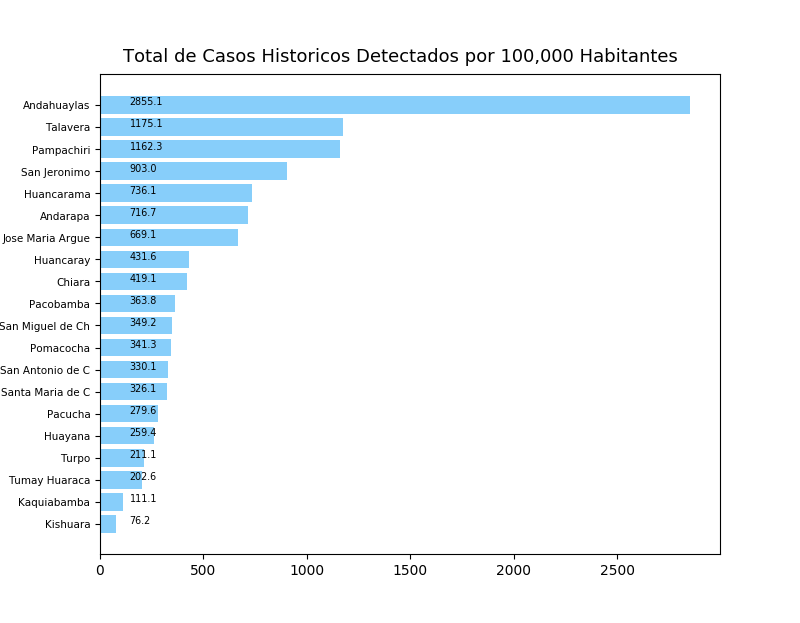 Total de Casos Historicos Detectados por 100,000 Habitantes
Andahuaylas 2855.1
Talavera 1175.1
Pampachiri 1162.3
San Jeronimo 903.0
Huancarama 736.1
Andarapa 716.7
Jose Maria Argue 669.1
Huancaray 431.6
Chiara 419.1
Pacobamba 363.8
San Miguel de Ch 349.2
Pomacocha 341.3
San Antonio de C 330.1
Santa Maria de C 326.1
Pacucha 279.6
Huayana 259.4
Turpo 211.1
Tumay Huaraca 202.6
Kaquiabamba 111.1
Kishuara 76.2
0 500 1000 1500 2000 2500